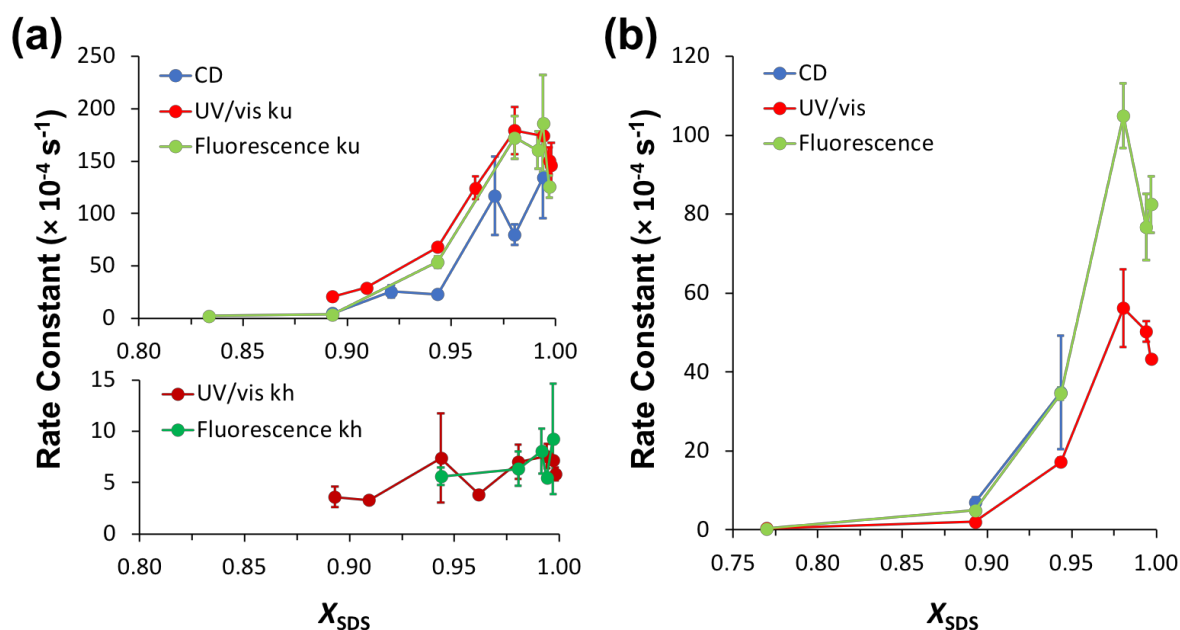 (a)
250
200
150
100
50
0
CD
UV/vis ku
Fluorescence ku
0.80 0.85 0.90 0.95 1.00
15
10
5
0
UV/vis kh
Fluorescence kh
0.80 0.85 0.90 0.95 1.00
Rate Constant (× 10⁻⁴ s⁻¹)
X_SDS
(b)
120
100
80
60
40
20
0
CD
UV/vis
Fluorescence
0.75 0.80 0.85 0.90 0.95 1.00
Rate Constant (× 10⁻⁴ s⁻¹)
X_SDS